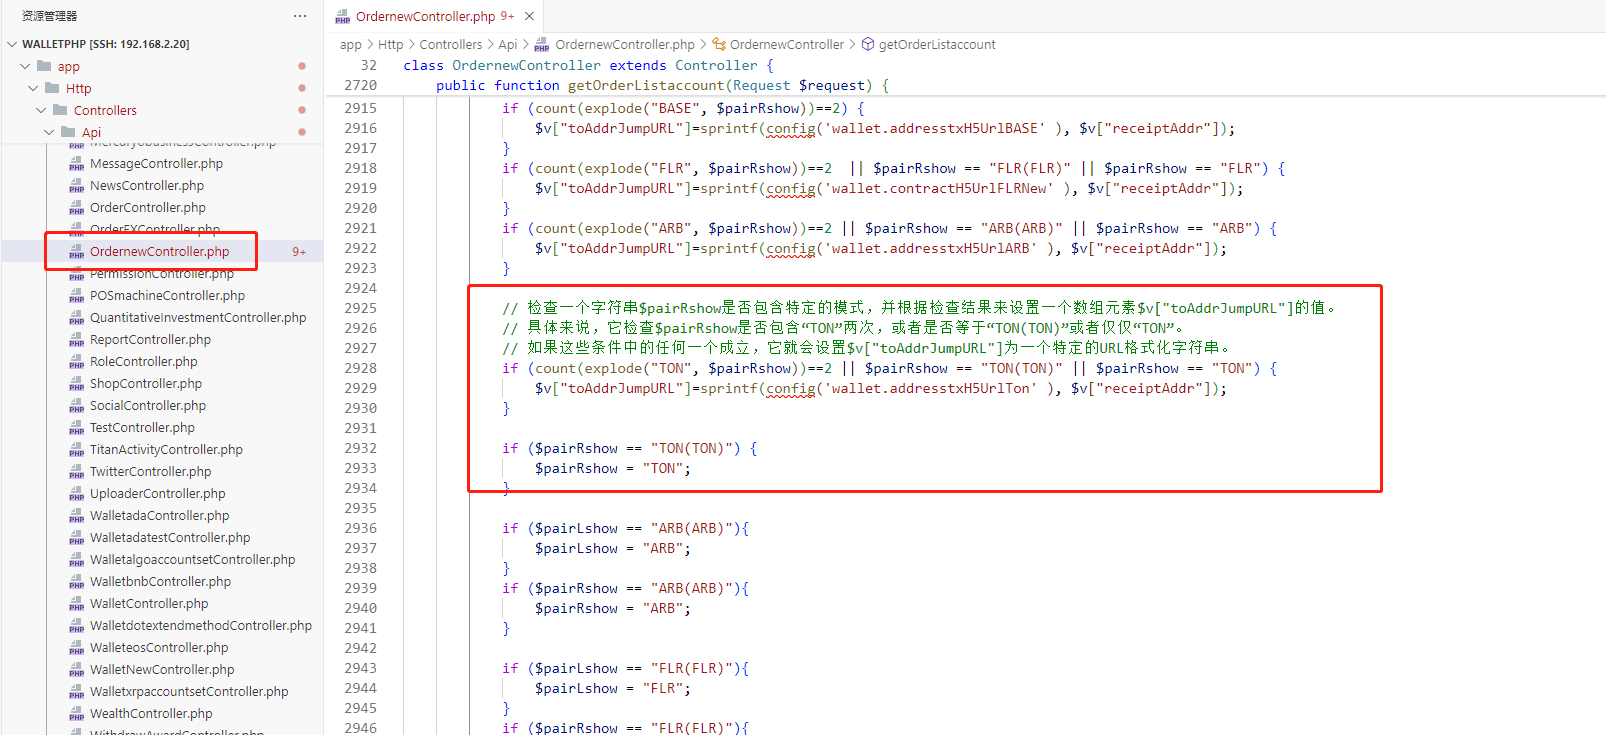 资源管理器
WALLETPHP [SSH: 192.168.2.20]
app
Http
Controllers
Api
MercuryobusinessController.php
MessageController.php
NewsController.php
OrderController.php
OrderFXController.php
OrdernewController.php 9+
PermissionController.php
POSmachineController.php
QuantitativeInvestmentController.php
ReportController.php
RoleController.php
ShopController.php
SocialController.php
TestController.php
TitanActivityController.php
TwitterController.php
UploaderController.php
WalletadaController.php
WalletadatestController.php
WalletalgoaccountsetController.php
WalletbnbController.php
WalletController.php
WalletdotextendmethodController.php
WalleteosController.php
WalletNewController.php
WalletxrpaccountsetController.php
WealthController.php
WithdrawAwardController.php
OrdernewController.php 9+
app > Http > Controllers > Api > OrdernewController.php > OrdernewController > getOrderListaccount
32 class OrdernewController extends Controller {
2720 public function getOrderListaccount(Request $request) {
2915 if (count(explode("BASE", $pairRshow))==2) {
2916 $v["toAddrJumpURL"]=sprintf(config('wallet.addresstxH5UrlBASE' ), $v["receiptAddr"]);
2917 }
2918 if (count(explode("FLR", $pairRshow))==2  || $pairRshow == "FLR(FLR)" || $pairRshow == "FLR") {
2919 $v["toAddrJumpURL"]=sprintf(config('wallet.contractH5UrlFLRNew' ), $v["receiptAddr"]);
2920 }
2921 if (count(explode("ARB", $pairRshow))==2 || $pairRshow == "ARB(ARB)" || $pairRshow == "ARB") {
2922 $v["toAddrJumpURL"]=sprintf(config('wallet.addresstxH5UrlARB' ), $v["receiptAddr"]);
2923 }
2924
2925 // 检查一个字符串$pairRshow是否包含特定的模式，并根据检查结果来设置一个数组元素$v["toAddrJumpURL"]的值。
2926 // 具体来说，它检查$pairRshow是否包含“TON”两次，或者是否等于“TON(TON)”或者仅仅“TON”。
2927 // 如果这些条件中的任何一个成立，它就会设置$v["toAddrJumpURL"]为一个特定的URL格式化字符串。
2928 if (count(explode("TON", $pairRshow))==2 || $pairRshow == "TON(TON)" || $pairRshow == "TON") {
2929 $v["toAddrJumpURL"]=sprintf(config('wallet.addresstxH5UrlTon' ), $v["receiptAddr"]);
2930 }
2931
2932 if ($pairRshow == "TON(TON)") {
2933 $pairRshow = "TON";
2934 }
2935
2936 if ($pairLshow == "ARB(ARB)"){
2937 $pairLshow = "ARB";
2938 }
2939 if ($pairRshow == "ARB(ARB)"){
2940 $pairRshow = "ARB";
2941 }
2942
2943 if ($pairLshow == "FLR(FLR)"){
2944 $pairLshow = "FLR";
2945 }
2946 if ($pairRshow == "FLR(FLR)"){